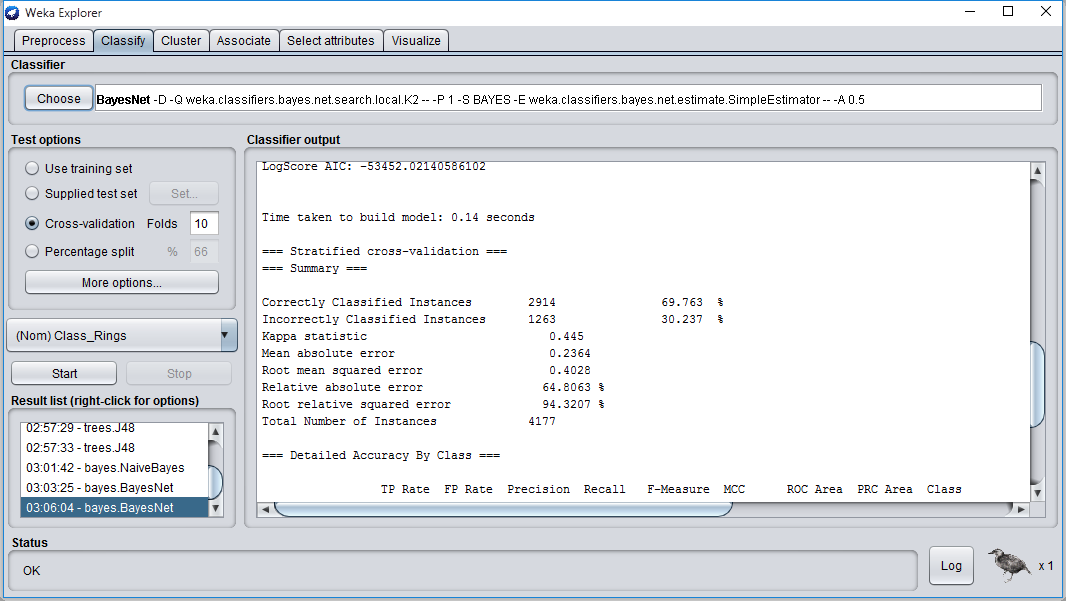 Weka Explorer
Preprocess Classify Cluster Associate Select attributes Visualize
Classifier
Choose BayesNet -D -Q weka.classifiers.bayes.net.search.local.K2 -- -P 1 -S BAYES -E weka.classifiers.bayes.net.estimate.SimpleEstimator -- -A 0.5
Test options
Use training set
Supplied test set Set...
Cross-validation Folds 10
Percentage split % 66
More options...
(Nom) Class_Rings
Start Stop
Result list (right-click for options)
02:57:29 - trees.J48
02:57:33 - trees.J48
03:01:42 - bayes.NaiveBayes
03:03:25 - bayes.BayesNet
03:06:04 - bayes.BayesNet
Classifier output
LogScore AIC: -53452.02140586102
Time taken to build model: 0.14 seconds
=== Stratified cross-validation ===
=== Summary ===
Correctly Classified Instances 2914 69.763 %
Incorrectly Classified Instances 1263 30.237 %
Kappa statistic 0.445
Mean absolute error 0.2364
Root mean squared error 0.4028
Relative absolute error 64.8063 %
Root relative squared error 94.3207 %
Total Number of Instances 4177
=== Detailed Accuracy By Class ===
TP Rate FP Rate Precision Recall F-Measure MCC ROC Area PRC Area Class
Status
OK
Log x 1